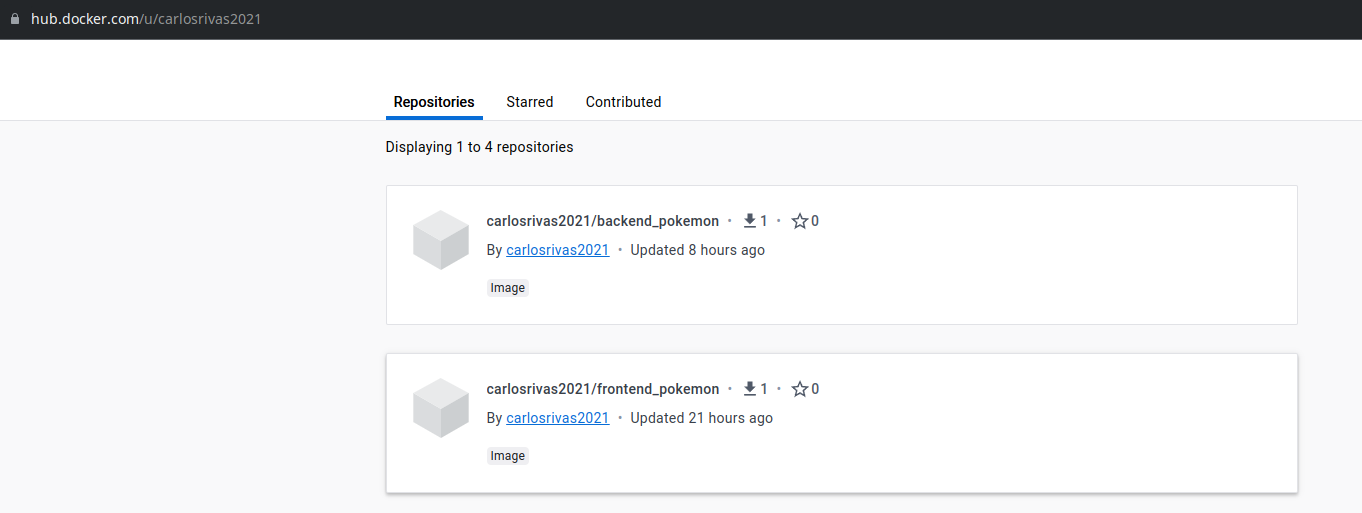 hub.docker.com/u/carlosrivas2021
Repositories Starred Contributed
Displaying 1 to 4 repositories
carlosrivas2021/backend_pokemon • 1 • 0
By carlosrivas2021 • Updated 8 hours ago
Image
carlosrivas2021/frontend_pokemon • 1 • 0
By carlosrivas2021 • Updated 21 hours ago
Image